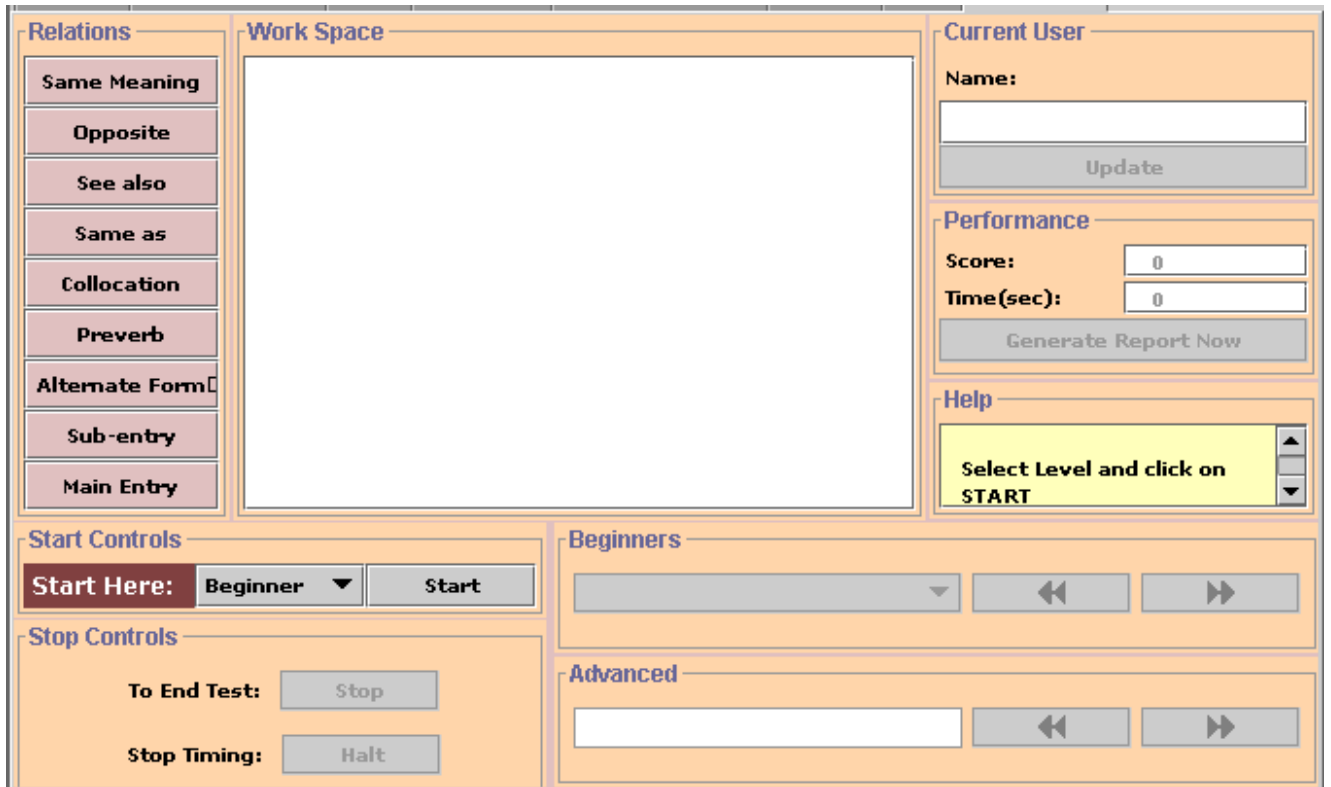 Relations
Same Meaning
Opposite
See also
Same as
Collocation
Preverb
Alternate Form
Sub-entry
Main Entry
Work Space
Current User
Name:
Update
Performance
Score: 0
Time(sec): 0
Generate Report Now
Help
Select Level and click on
START
Start Controls
Start Here: Beginner Start
Stop Controls
To End Test: Stop
Stop Timing: Halt
Beginners
Advanced